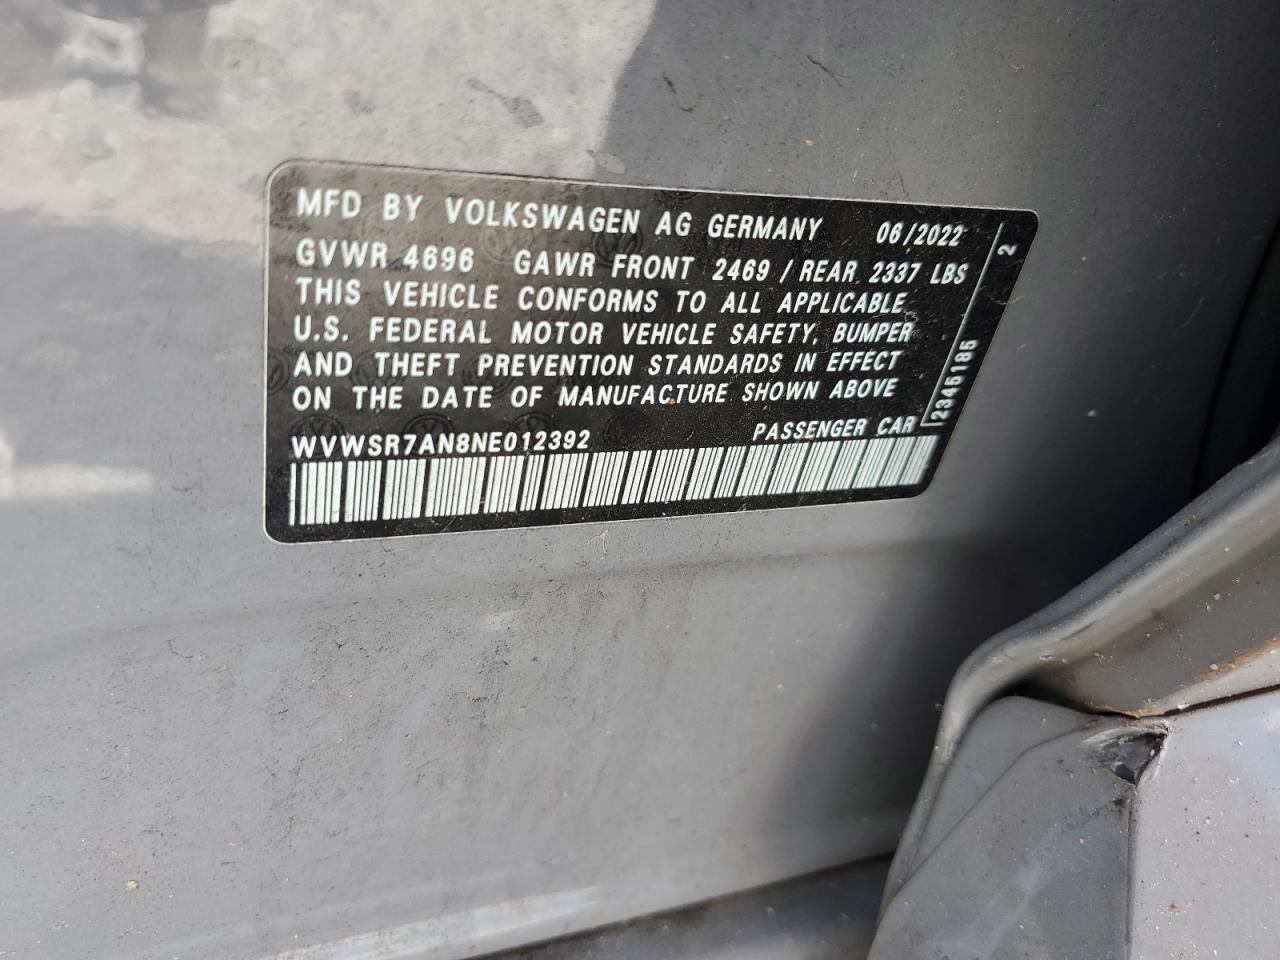 MFD BY VOLKSWAGEN AG GERMANY 06/2022
GVWR 4696 GAWR FRONT 2469 / REAR 2337 LBS
THIS VEHICLE CONFORMS TO ALL APPLICABLE
U.S. FEDERAL MOTOR VEHICLE SAFETY, BUMPER
AND THEFT PREVENTION STANDARDS IN EFFECT
ON THE DATE OF MANUFACTURE SHOWN ABOVE
WVWSR7AN8NE012392 PASSENGER CAR
2346186
2